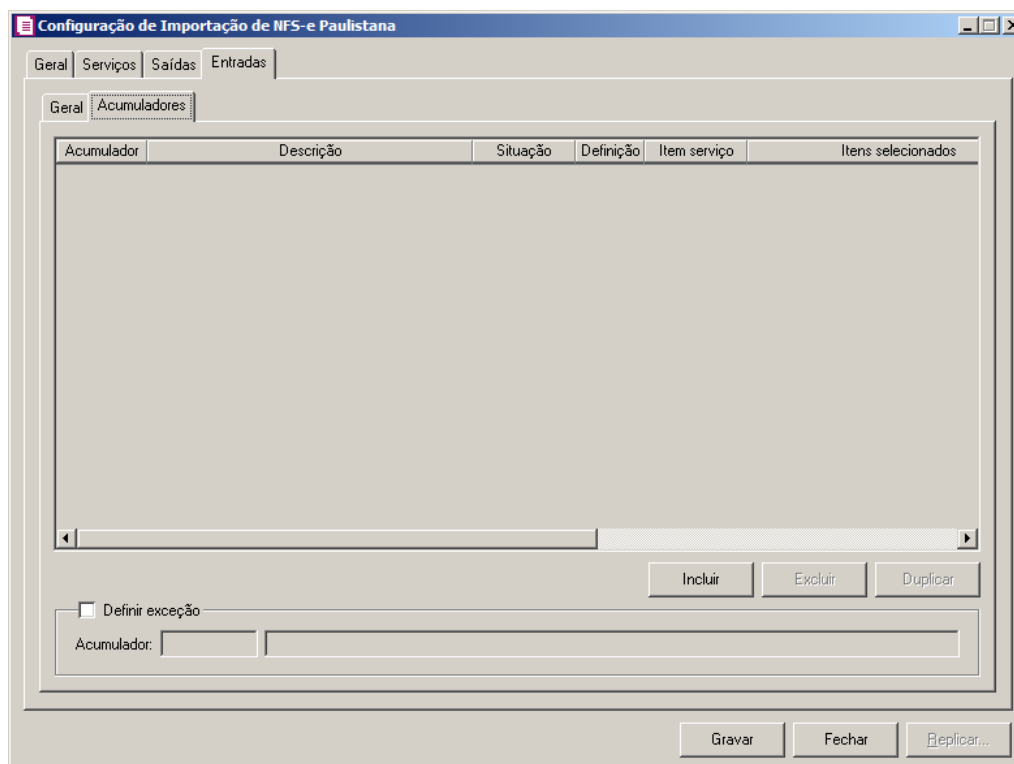 Configuração de Importação de NFS-e Paulistana
Geral Serviços Saídas Entradas
Geral Acumuladores
Acumulador Descrição Situação Definição Item serviço Itens selecionados
Incluir Excluir Duplicar
Definir exceção
Acumulador:
Gravar Fechar Replicar...